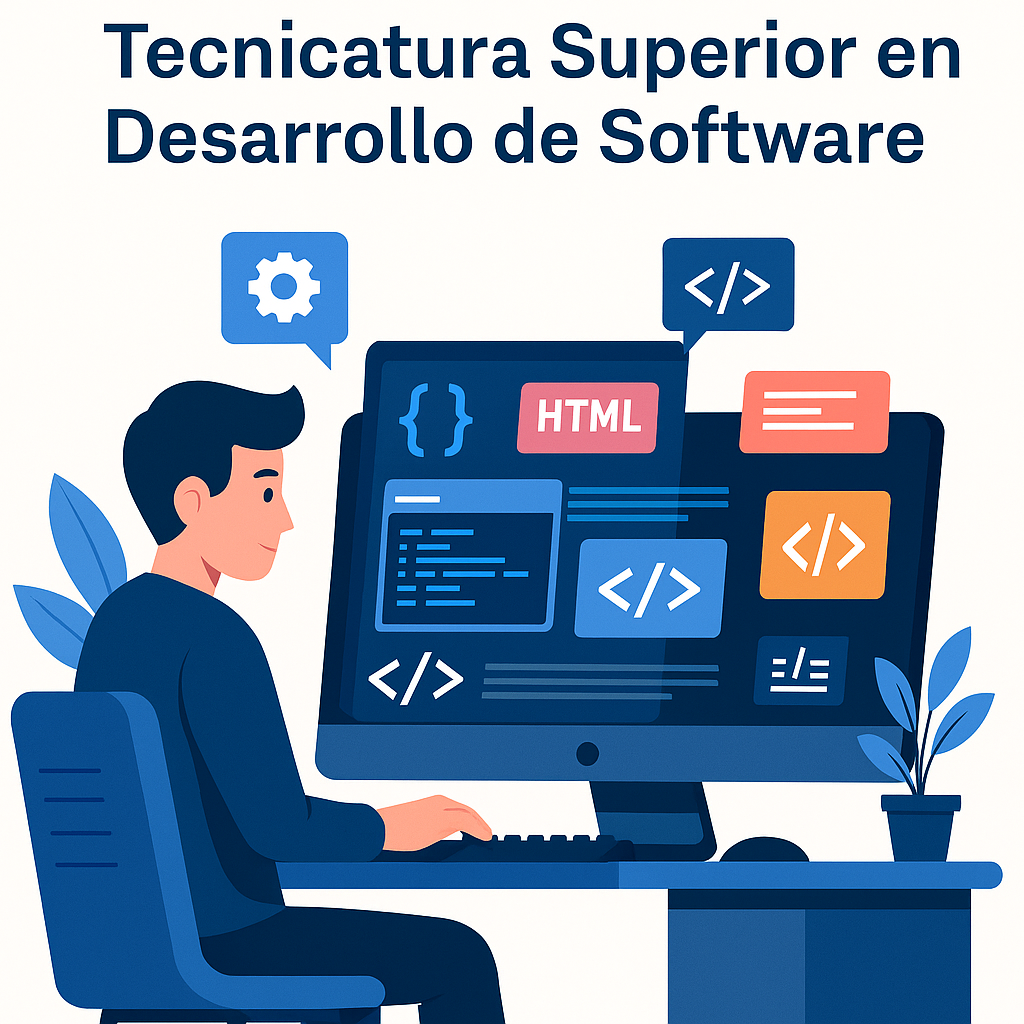 Tecnicatura Superior en
Desarrollo de Software
</>
{ }
HTML
</>
</>
</>